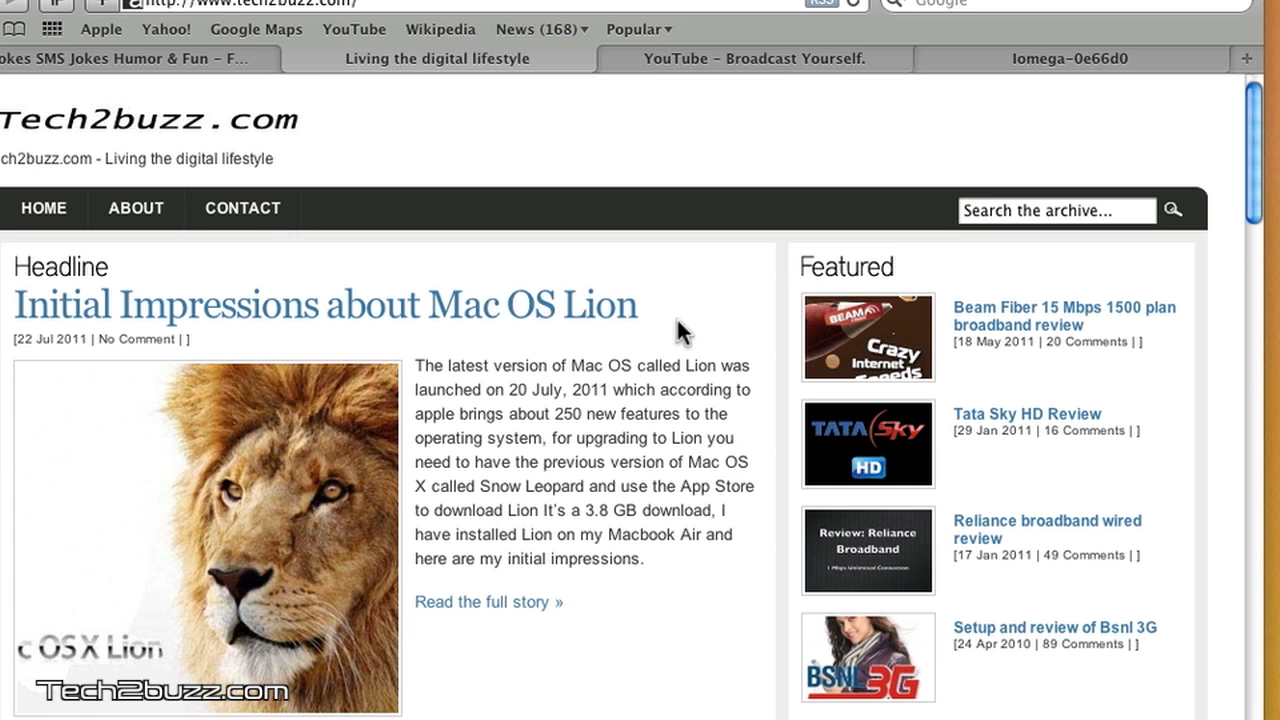 http://www.tech2buzz.com/
RSS
Google
Apple
Yahoo!
Google Maps
YouTube
Wikipedia
News (168)
Popular
okes SMS Jokes Humor & Fun – F...
Living the digital lifestyle
YouTube – Broadcast Yourself.
Iomega-0e66d0
+
Tech2buzz.com
ch2buzz.com - Living the digital lifestyle
HOME
ABOUT
CONTACT
Search the archive...
Headline
Initial Impressions about Mac OS Lion
[22 Jul 2011 | No Comment | ]
The latest version of Mac OS called Lion was
launched on 20 July, 2011 which according to
apple brings about 250 new features to the
operating system, for upgrading to Lion you
need to have the previous version of Mac OS
X called Snow Leopard and use the App Store
to download Lion It's a 3.8 GB download, I
have installed Lion on my Macbook Air and
here are my initial impressions.
Read the full story »
c OS X Lion
Tech2buzz.com
Featured
BEAM
Crazy
Internet
Speeds
Beam Fiber 15 Mbps 1500 plan
broadband review
[18 May 2011 | 20 Comments | ]
TATA Sky
HD
Tata Sky HD Review
[29 Jan 2011 | 16 Comments | ]
Review: Reliance
Broadband
1 Mbps Unlimited Connection
Reliance broadband wired
review
[17 Jan 2011 | 49 Comments | ]
BSNL 3G
Setup and review of Bsnl 3G
[24 Apr 2010 | 89 Comments | ]